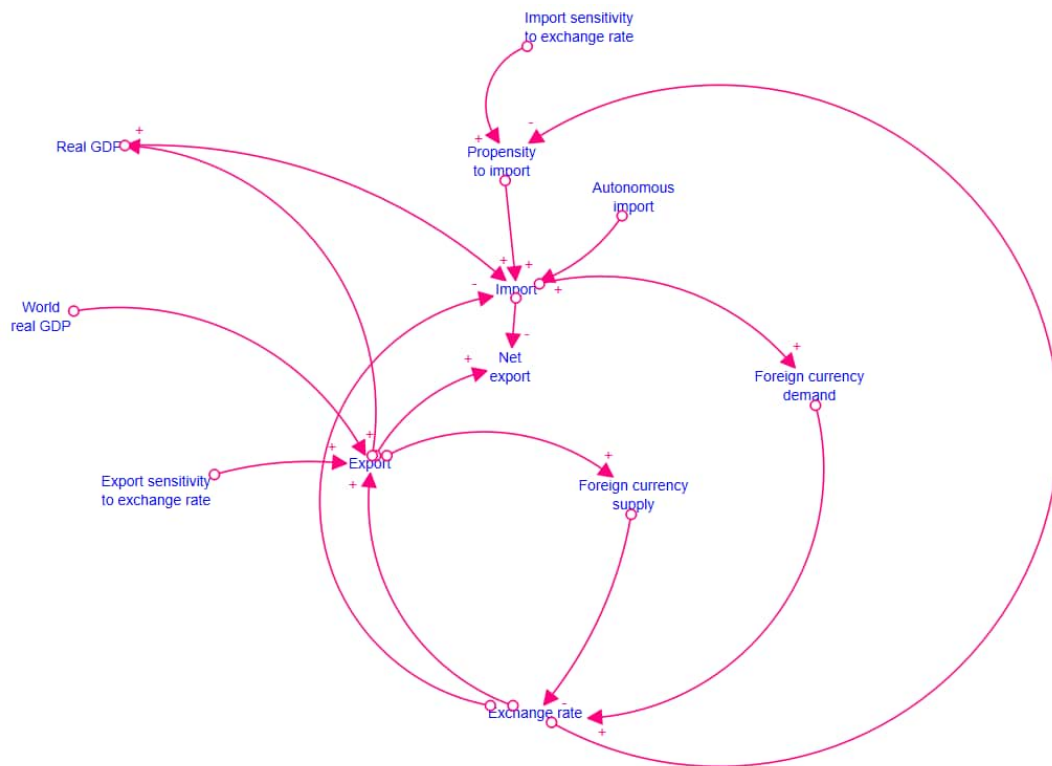 Import sensitivity
to exchange rate
+
-
+
Real GDP
Propensity
to import
Autonomous
import
+
+
-
Import
+
World
real GDP
+
-
+
Net
export
Foreign currency
demand
+
+
Export
+
+
Export sensitivity
to exchange rate
Foreign currency
supply
-
Exchange rate
+